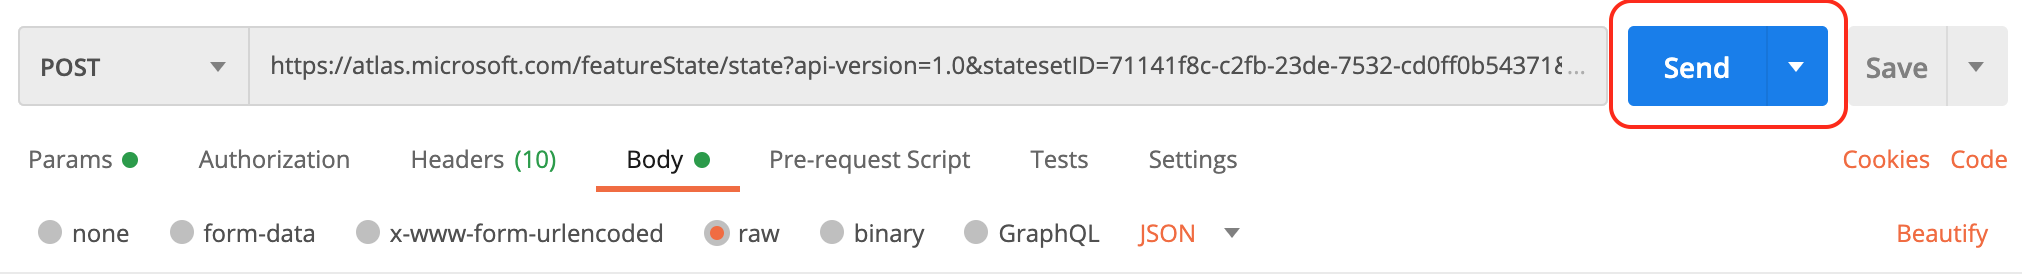 POST https://atlas.microsoft.com/featureState/state?api-version=1.0&statesetID=71141f8c-c2fb-23de-7532-cd0ff0b54371&... Send Save
Params Authorization Headers (10) Body Pre-request Script Tests Settings Cookies Code
none form-data x-www-form-urlencoded raw binary GraphQL JSON Beautify